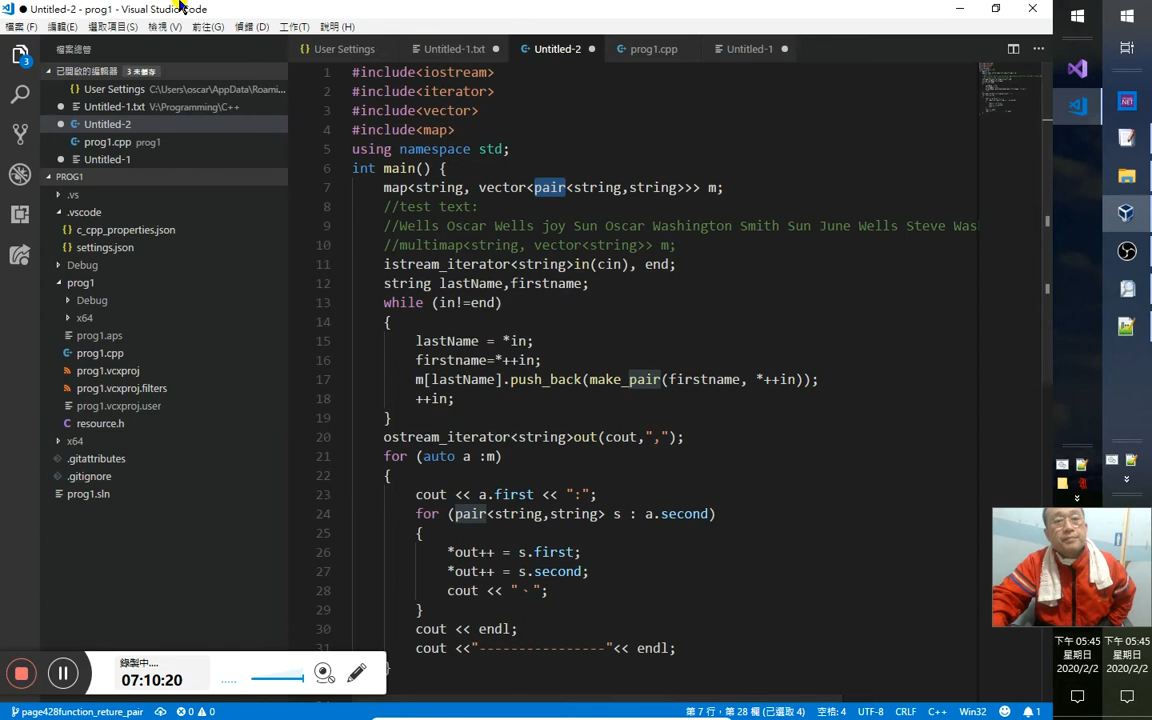 ● Untitled-2 - prog1 - Visual Studio Code
檔案 (F) 編輯(E) 選取項目(S) 檢視 (V) 前往(G) 偵錯 (D) 工作(T) 說明 (H)
檔案總管
已開啟的編輯器 3 未儲存
User Settings C:\Users\oscar\AppData\Roami...
Untitled-1.txt V:\Programming\C++
Untitled-2
prog1.cpp prog1
Untitled-1
PROG1
.vs
.vscode
c_cpp_properties.json
settings.json
Debug
prog1
Debug
x64
prog1.aps
prog1.cpp
prog1.vcxproj
prog1.vcxproj.filters
prog1.vcxproj.user
resource.h
x64
.gitattributes
.gitignore
prog1.sln
3
User Settings Untitled-1.txt Untitled-2 prog1.cpp Untitled-1
1 #include<iostream>
2 #include<iterator>
3 #include<vector>
4 #include<map>
5 using namespace std;
6 int main() {
7 map<string, vector<pair<string,string>>> m;
8 //test text:
9 //Wells Oscar Wells joy Sun Oscar Washington Smith Sun June Wells Steve Was
10 //multimap<string, vector<string>> m;
11 istream_iterator<string>in(cin), end;
12 string lastName,firstname;
13 while (in!=end)
14 {
15 lastName = *in;
16 firstname=*++in;
17 m[lastName].push_back(make_pair(firstname, *++in));
18 ++in;
19 }
20 ostream_iterator<string>out(cout,",");
21 for (auto a :m)
22 {
23 cout << a.first << ":";
24 for (pair<string,string> s : a.second)
25 {
26 *out++ = s.first;
27 *out++ = s.second;
28 cout << "、";
29 }
30 cout << endl;
31 cout <<"----------------"<< endl;
}
錄製中....
07:10:20
page428function_reture_pair 0 0 第 7 行，第 28 欄 (已選取 4) 空格: 4 UTF-8 CRLF C++ Win32 1
.NET
下午 05:45
星期日
2020/2/2
下午 05:45
星期日
2020/2/2